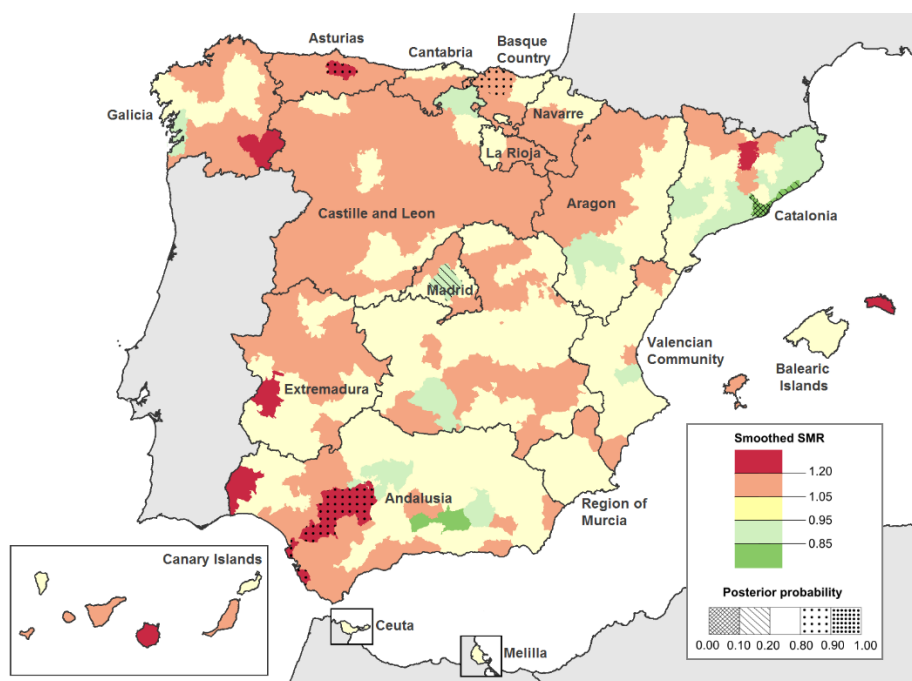 Asturias
Cantabria
Basque
Country
Galicia
Navarre
La Rioja
Castille and Leon
Aragon
Catalonia
Madrid
Valencian
Community
Balearic
Islands
Extremadura
Andalusia
Region of
Murcia
Canary Islands
Ceuta
Melilla
Smoothed SMR
1.20
1.05
0.95
0.85
Posterior probability
0.00 0.10 0.20 0.80 0.90 1.00